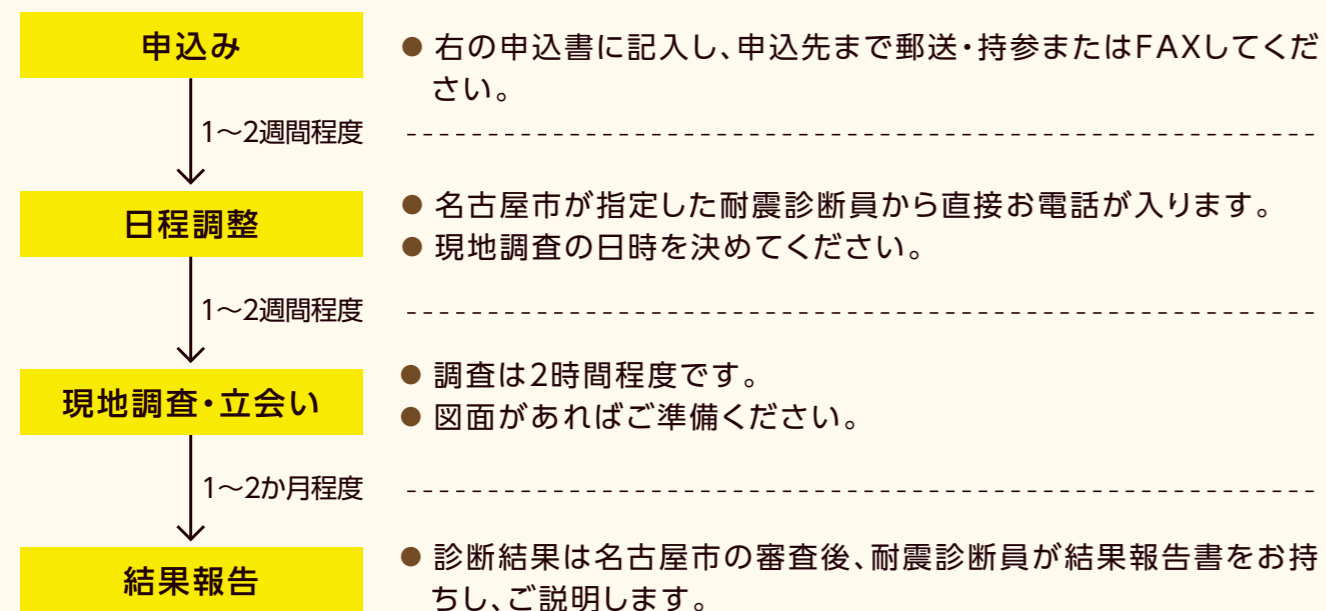 申込み
● 右の申込書に記入し、申込先まで郵送・持参またはFAXしてくだ
さい。
1～2週間程度
日程調整
● 名古屋市が指定した耐震診断員から直接お電話が入ります。
● 現地調査の日時を決めてください。
1～2週間程度
現地調査・立会い
● 調査は2時間程度です。
● 図面があればご準備ください。
1～2か月程度
結果報告
● 診断結果は名古屋市の審査後、耐震診断員が結果報告書をお持
ちし、ご説明します。